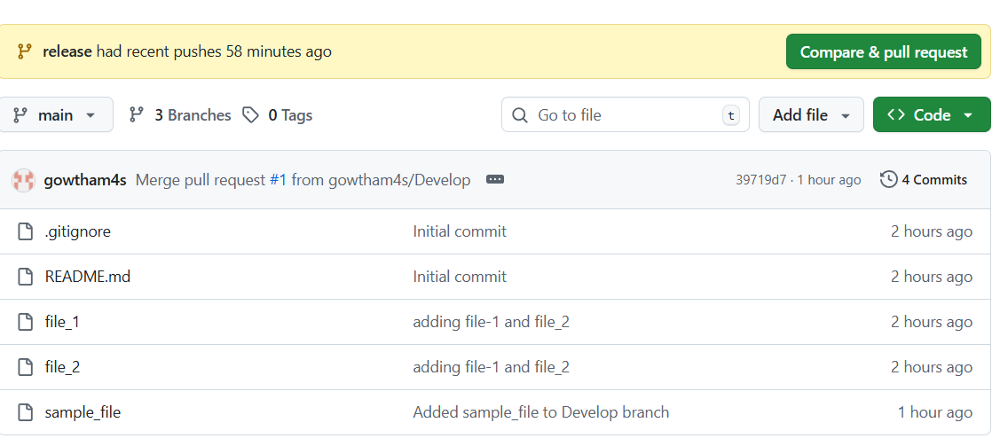 release had recent pushes 58 minutes ago
Compare & pull request
main
3 Branches
0 Tags
Go to file
t
Add file
Code
gowtham4s Merge pull request #1 from gowtham4s/Develop
39719d7 · 1 hour ago
4 Commits
.gitignore Initial commit 2 hours ago
README.md Initial commit 2 hours ago
file_1 adding file-1 and file_2 2 hours ago
file_2 adding file-1 and file_2 2 hours ago
sample_file Added sample_file to Develop branch 1 hour ago